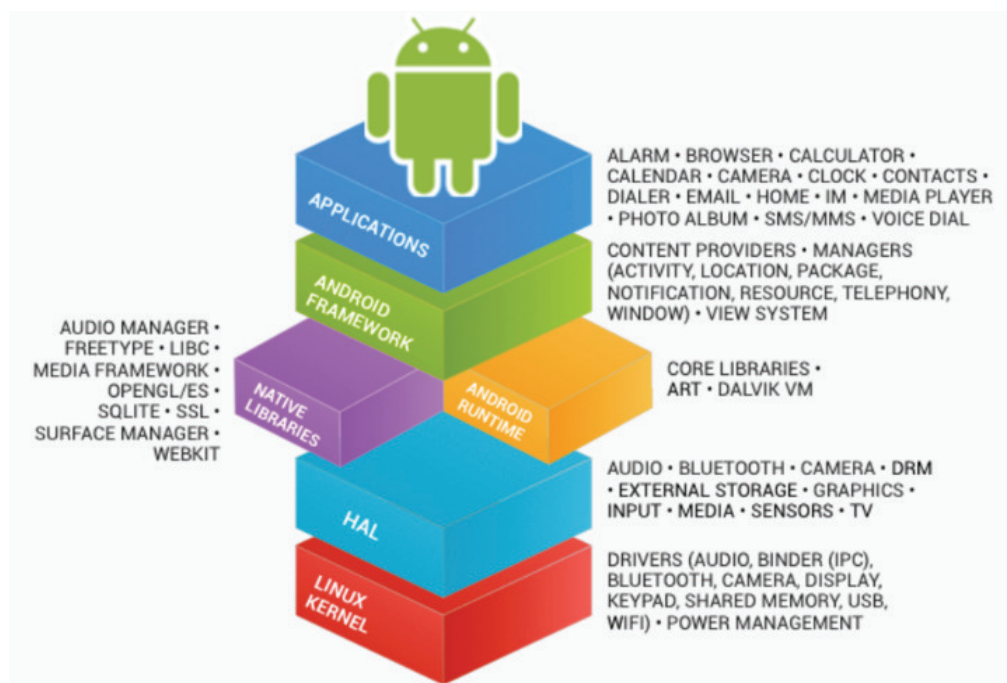 APPLICATIONS
ALARM • BROWSER • CALCULATOR •
CALENDAR • CAMERA • CLOCK • CONTACTS •
DIALER • EMAIL • HOME • IM • MEDIA PLAYER
• PHOTO ALBUM • SMS/MMS • VOICE DIAL
ANDROID
FRAMEWORK
CONTENT PROVIDERS • MANAGERS
(ACTIVITY, LOCATION, PACKAGE,
NOTIFICATION, RESOURCE, TELEPHONY,
WINDOW) • VIEW SYSTEM
AUDIO MANAGER •
FREETYPE • LIBC •
MEDIA FRAMEWORK •
OPENGL/ES •
SQLITE • SSL •
SURFACE MANAGER •
WEBKIT
NATIVE
LIBRARIES
ANDROID
RUNTIME
CORE LIBRARIES •
ART • DALVIK VM
HAL
AUDIO • BLUETOOTH • CAMERA • DRM
• EXTERNAL STORAGE • GRAPHICS •
INPUT • MEDIA • SENSORS • TV
LINUX
KERNEL
DRIVERS (AUDIO, BINDER (IPC),
BLUETOOTH, CAMERA, DISPLAY,
KEYPAD, SHARED MEMORY, USB,
WIFI) • POWER MANAGEMENT